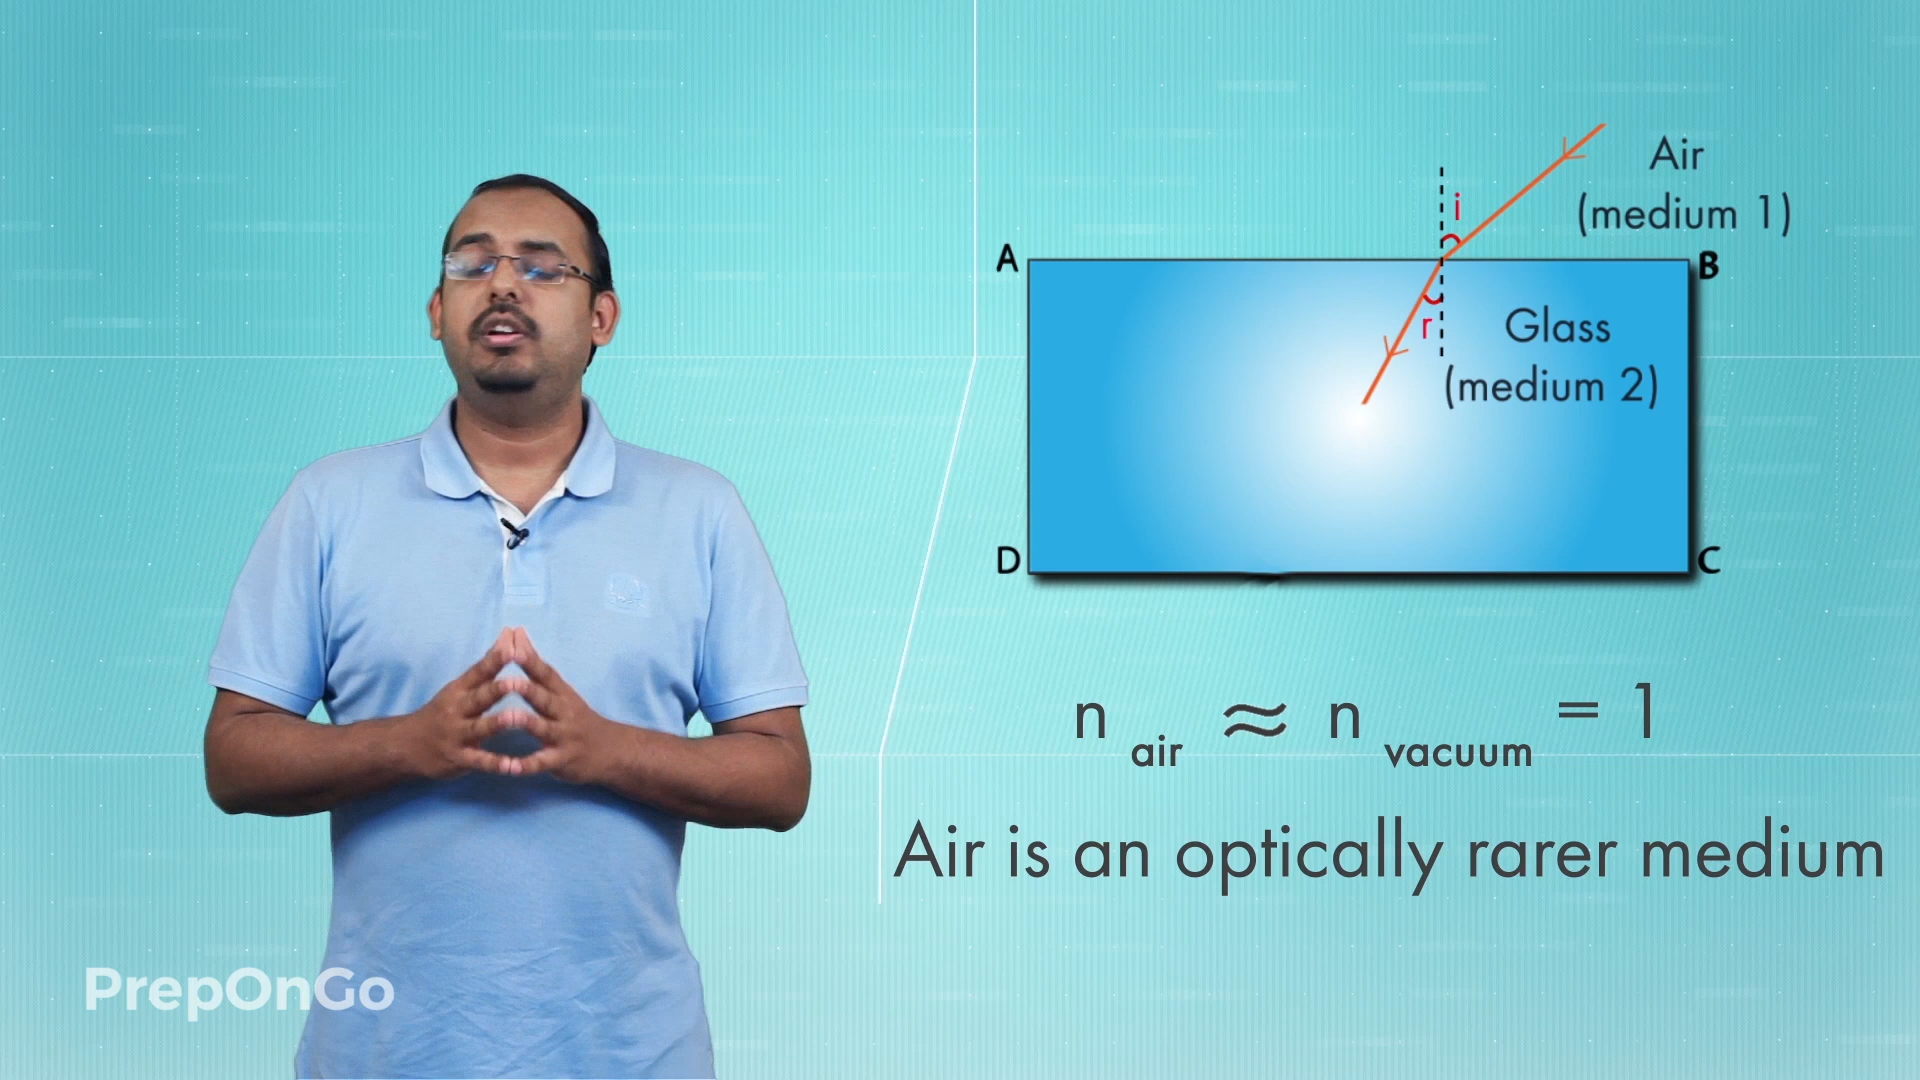 Air
(medium 1)
i
A
B
r
Glass
(medium 2)
D
C
n air ≈ n vacuum = 1
Air is an optically rarer medium
PrepOnGo